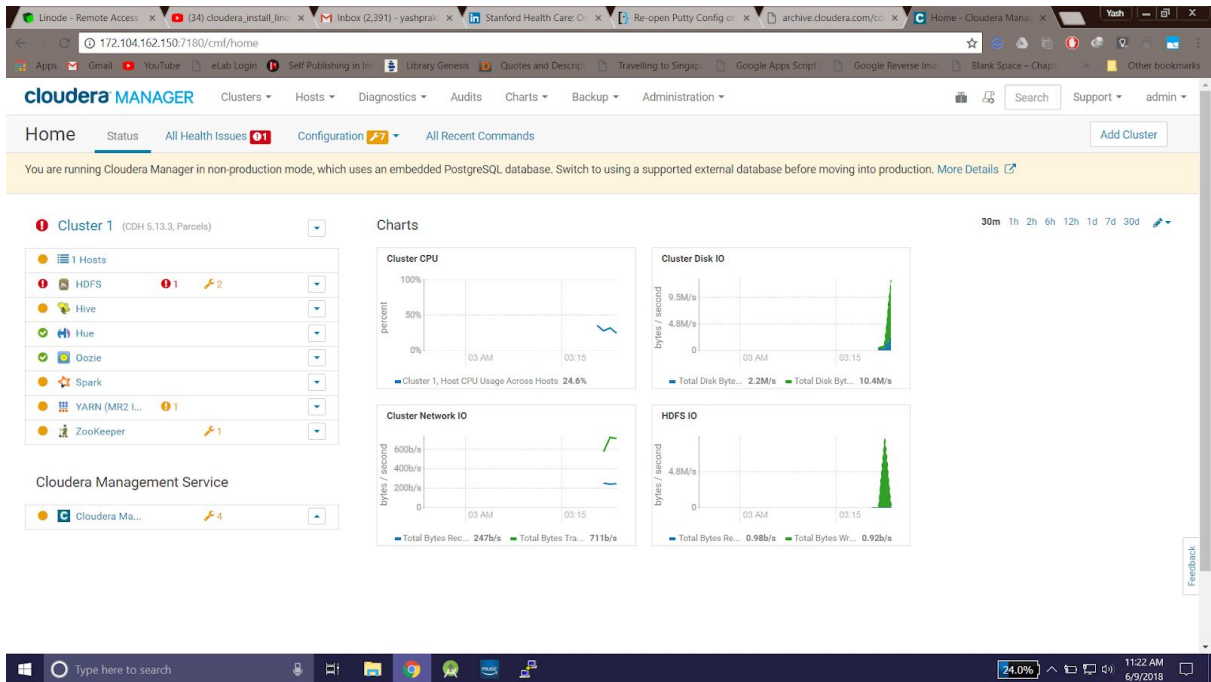 Linode - Remote Access
(34) cloudera_install_lino
Inbox (2,391) - yashprak
Stanford Health Care: O
Re-open Putty Config on
archive.cloudera.com/cd
Home - Cloudera Manag
Yash
172.104.162.150:7180/cmf/home
Apps Gmail YouTube eLab Login Self Publishing in In Library Genesis Quotes and Descrip Travelling to Singap Google Apps Script Google Reverse Ima Blank Space – Chap Other bookmarks
cloudera MANAGER Clusters Hosts Diagnostics Audits Charts Backup Administration Search Support admin
Home Status All Health Issues 1 Configuration 7 All Recent Commands Add Cluster
You are running Cloudera Manager in non-production mode, which uses an embedded PostgreSQL database. Switch to using a supported external database before moving into production. More Details
Cluster 1 (CDH 5.13.3, Parcels)
1 Hosts
HDFS 1 2
Hive
Hue
Oozie
Spark
YARN (MR2 I... 1
ZooKeeper 1
Cloudera Management Service
Cloudera Ma... 4
Charts
30m 1h 2h 6h 12h 1d 7d 30d
Cluster CPU
percent
100%
50%
0%
03 AM 03:15
Cluster 1, Host CPU Usage Across Hosts 24.6%
Cluster Disk IO
bytes / second
9.5M/s
4.8M/s
0
03 AM 03:15
Total Disk Byte... 2.2M/s Total Disk Byt... 10.4M/s
Cluster Network IO
bytes / second
600b/s
400b/s
200b/s
0
03 AM 03:15
Total Bytes Rec... 247b/s Total Bytes Tra... 711b/s
HDFS IO
bytes / second
4.8M/s
0
03 AM 03:15
Total Bytes Re... 0.98b/s Total Bytes Wr... 0.92b/s
Feedback
Type here to search
music
24.0%
11:22 AM
6/9/2018